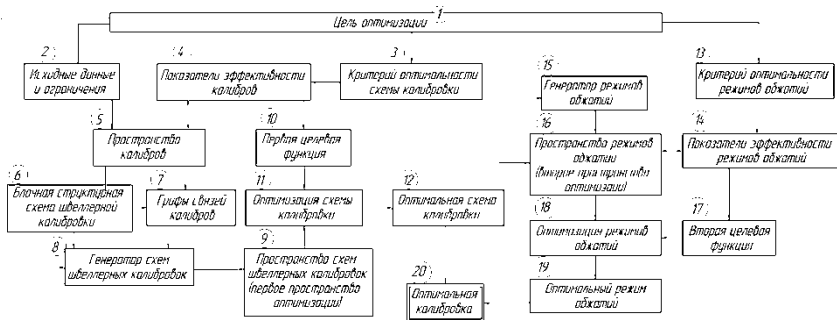 1
Цель оптимизации
2
Исходные данные
и ограничения
4
Показатели эффективности
калибров
3
Критерий оптимальности
схемы калибровки
15
Генератор режимов
обжатий
13
Критерий оптимальности
режимов обжатий
5
Пространство
калибров
10
Первая целевая
функция
16
Пространство режимов
обжатий
(второе пространство
оптимизации)
14
Показатели эффективности
режимов обжатий
6
Блочная структурная
схема швеллерной
калибровки
7
Графы связей
калибров
11
Оптимизация схемы
калибровки
12
Оптимальная схема
калибровки
18
Оптимизация режимов
обжатий
17
Вторая целевая
функция
8
Генератор схем
швеллерных калибровок
9
Пространство схем
швеллерных калибровок
(первое пространство
оптимизации)
20
Оптимальная
калибровка
19
Оптимальный режим
обжатий